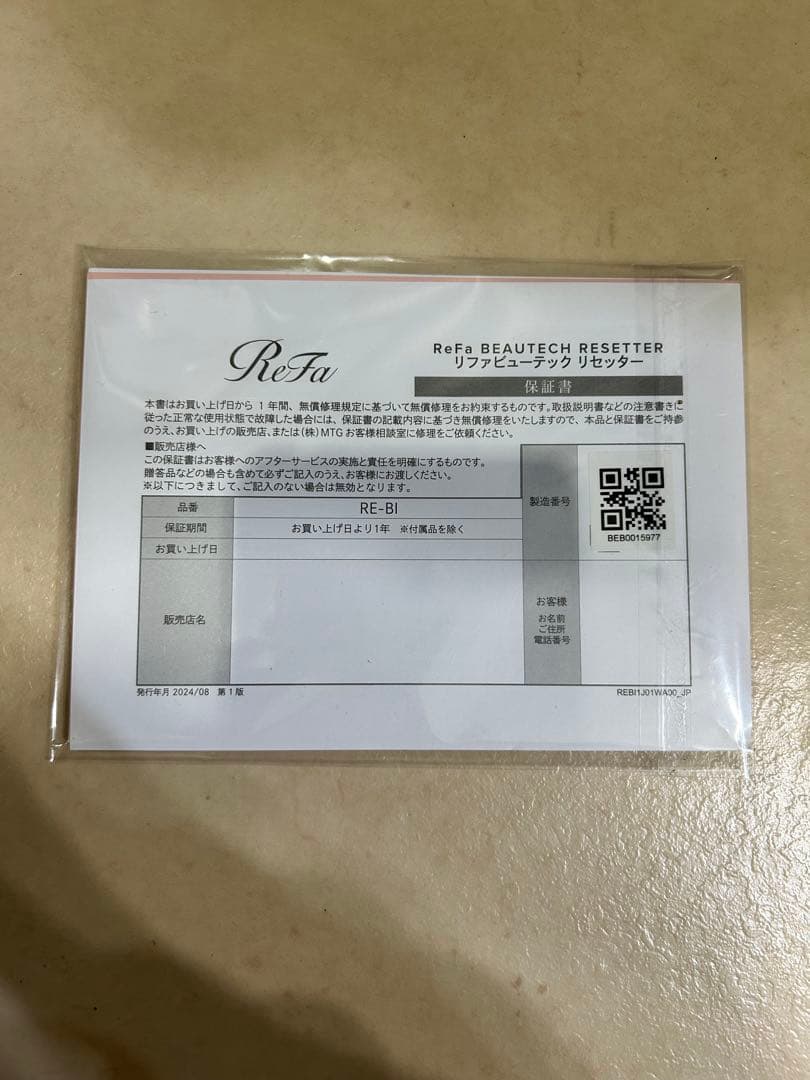 ReFa
ReFa BEAUTECH RESETTER
リファビューテック リセッター
保証書
本書はお買い上げ日から 1 年間、無償修理規定に基づいて無償修理をお約束するものです。取扱説明書などの注意書きに
従った正常な使用状態で故障した場合には、保証書の記載内容に基づき無償修理をいたしますので、本品と保証書をご持参
のうえ、お買い上げの販売店、または(株)MTG お客様相談室に修理をご依頼ください。
■販売店様へ
この保証書はお客様へのアフターサービスの実施と責任を明確にするものです。
贈答品などの場合も含めて必ずご記入のうえ、お客様にお渡しください。
※以下につきまして、ご記入のない場合は無効となります。
品番
RE-BI
保証期間
お買い上げ日より1年 ※付属品を除く
お買い上げ日
製造番号
BEB0015977
販売店名
お客様
お名前
ご住所
電話番号
発行年月 2024/08 第1版
REBI1J01WA00_JP